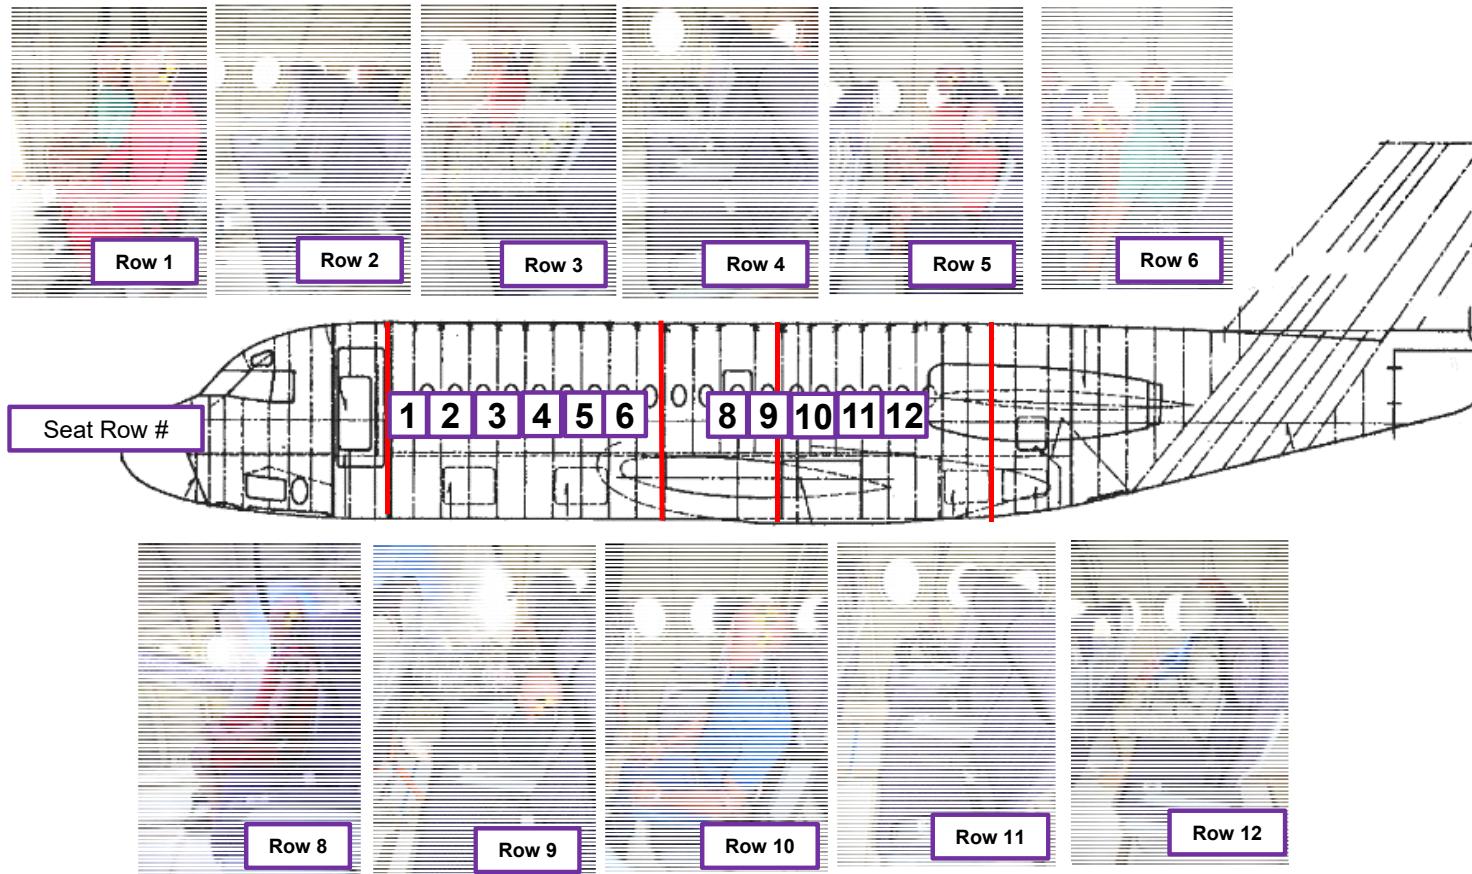 Row 1
Row 2
Row 3
Row 4
Row 5
Row 6
Seat Row #
1 2 3 4 5 6 8 9 10 11 12
Row 8
Row 9
Row 10
Row 11
Row 12